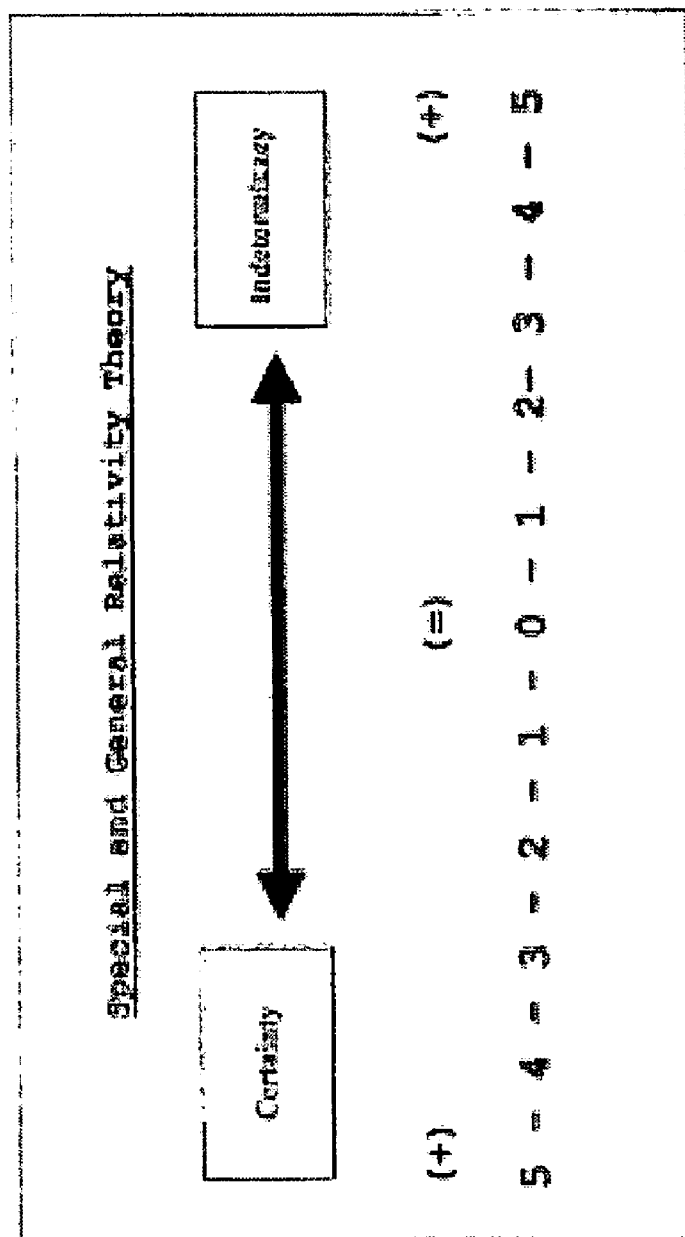 Special and General Relativity Theory
Certainty Indeterminacy
(+) (=) (+)
5 - 4 - 3 - 2 - 1 - 0 - 1 - 2 - 3 - 4 - 5